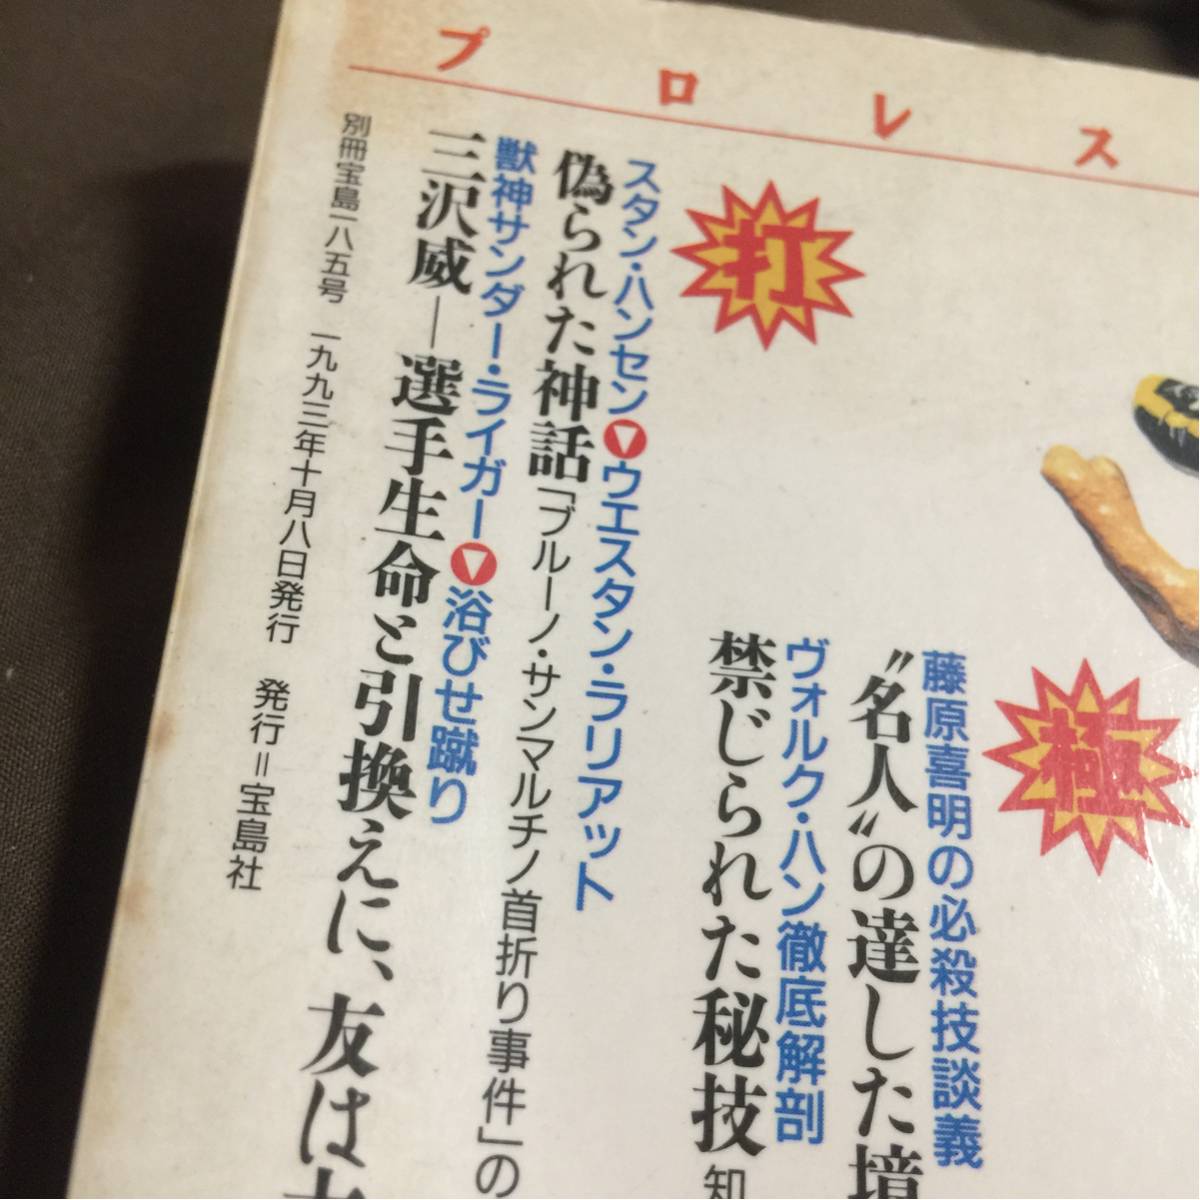 プロレス
極
藤原喜明の必殺技談義
〝名人〟の達した境
ヴォルク・ハン徹底解剖
禁じられた秘技 知
打
スタン・ハンセン▼ウエスタン・ラリアット
偽られた神話「ブルーノ・サンマルチノ首折り事件」の
獣神サンダー・ライガー▼浴びせ蹴り
三沢威―選手生命と引換えに、友は
別冊宝島一八五号 一九九三年十月八日発行 発行＝宝島社